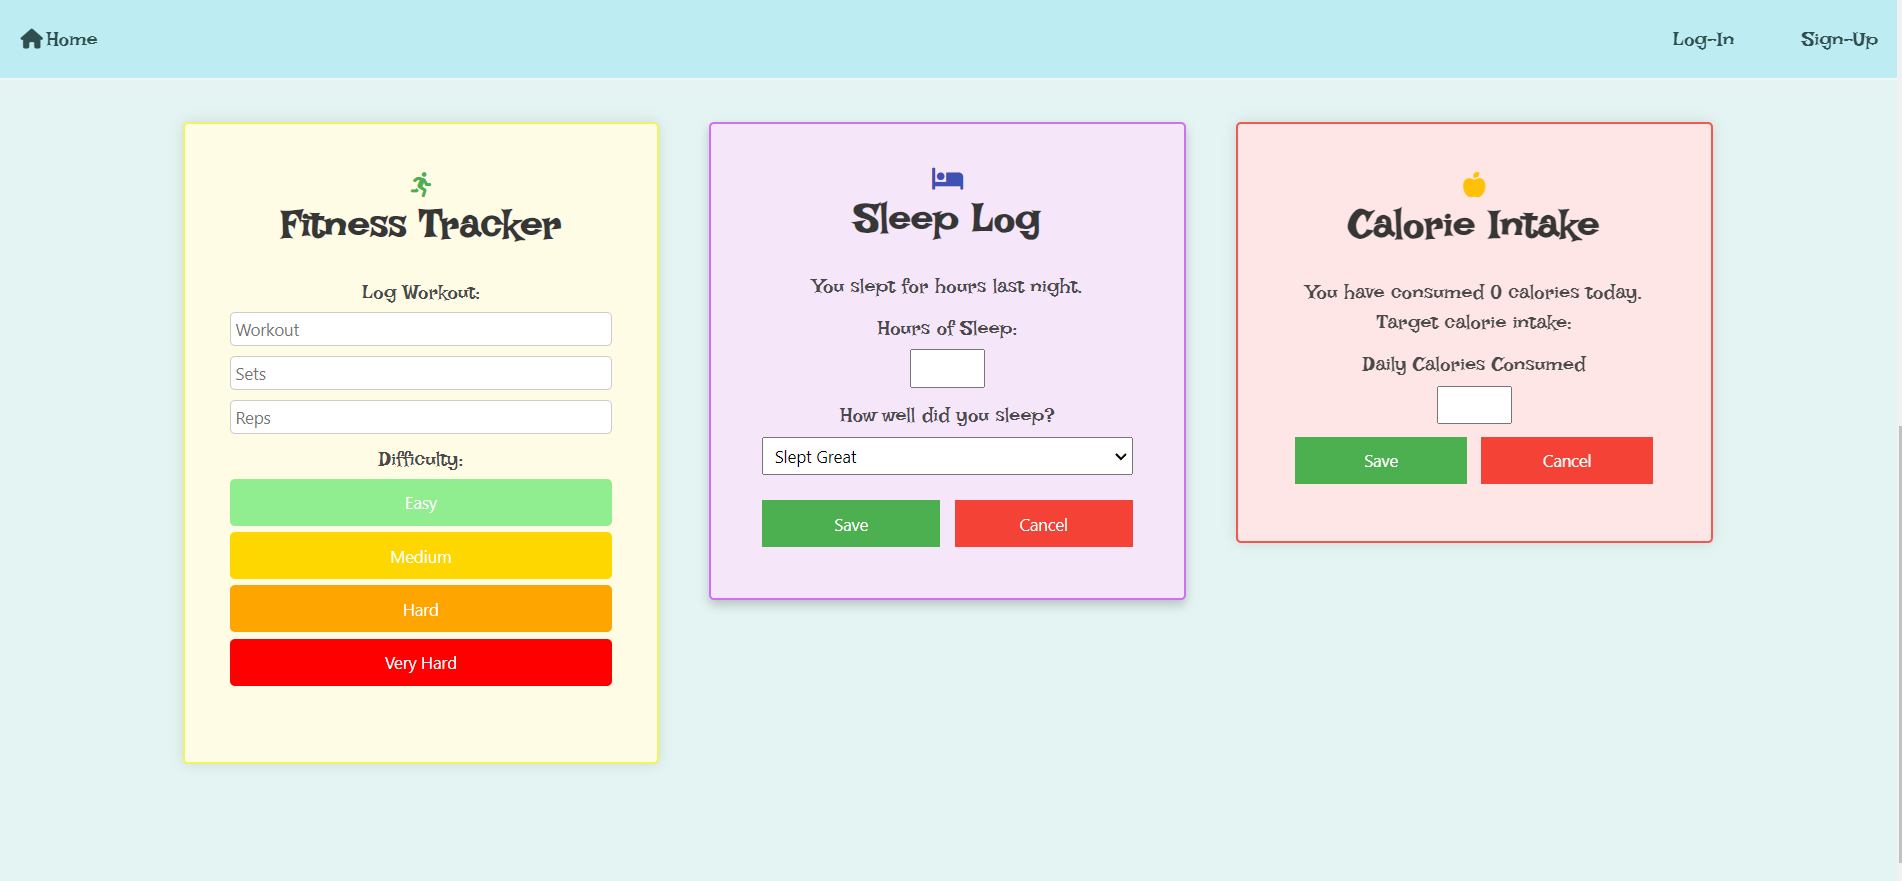 Home
Log-In
Sign-Up
Fitness Tracker
Log Workout:
Workout
Sets
Reps
Difficulty:
Easy
Medium
Hard
Very Hard
Sleep Log
You slept for hours last night.
Hours of Sleep:
How well did you sleep?
Slept Great
Save
Cancel
Calorie Intake
You have consumed 0 calories today.
Target calorie intake:
Daily Calories Consumed
Save
Cancel